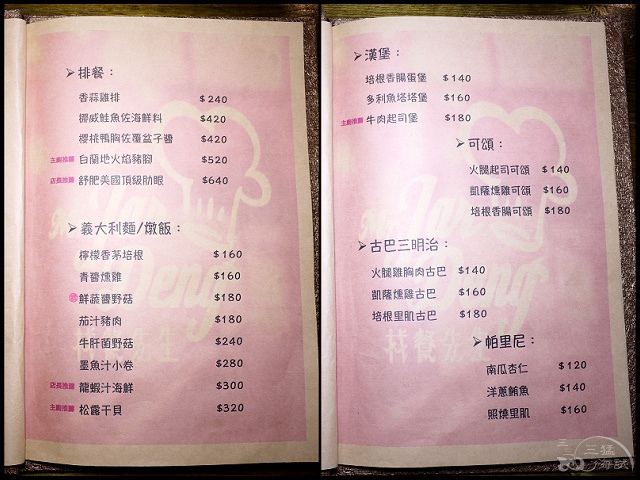 ➤排餐：
香蒜雞排 $240
挪威鮭魚佐海鮮料 $420
櫻桃鴨胸佐覆盆子醬 $420
主廚推薦 白蘭地火焰豬腳 $520
店長推薦 舒肥美國頂級肋眼 $640
➤義大利麵/燉飯：
檸檬香茅培根 $160
青醬燻雞 $160
鮮蔬醬野菇 $180
茄汁豬肉 $180
牛肝菌野菇 $240
墨魚汁小卷 $280
店長推薦 龍蝦汁海鮮 $300
主廚推薦 松露干貝 $320
➤漢堡：
培根香腸蛋堡 $140
多利魚塔塔堡 $160
主廚推薦 牛肉起司堡 $180
➤可頌：
火腿起司可頌 $140
凱薩燻雞可頌 $160
培根香腸可頌 $180
➤古巴三明治：
火腿雞胸肉古巴 $140
凱薩燻雞古巴 $160
培根里肌古巴 $180
➤帕里尼：
南瓜杏仁 $120
洋蔥鮪魚 $140
照燒里肌 $160